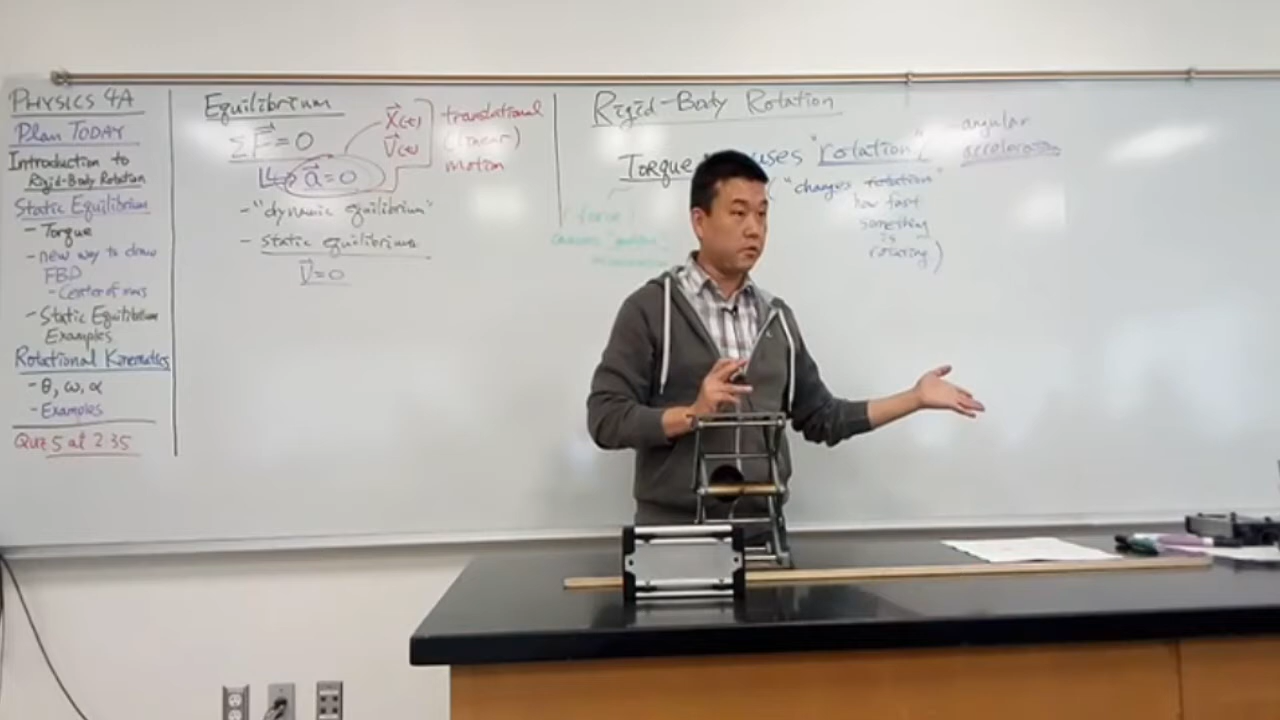 PHYSICS 4A
Plan TODAY
Introduction to
Rigid-Body Rotation
Static Equilibrium
- Torque
- new way to draw
FBD
- Center of mass
- Static Equilibrium
Examples
Rotational Kinematics
- θ, ω, α
- Examples
Quiz 5 at 2:35
Equilibrium
ΣF⃗=0
↳ a⃗=0
- "dynamic equilibrium"
- static equilibrium
v⃗=0
x⃗(t)
v⃗(t)
translational
(linear)
motion
Rigid-Body Rotation
Torque causes "rotation"
angular
acceleration
("changes rotation"
how fast
something
is
rotating)
force
causes